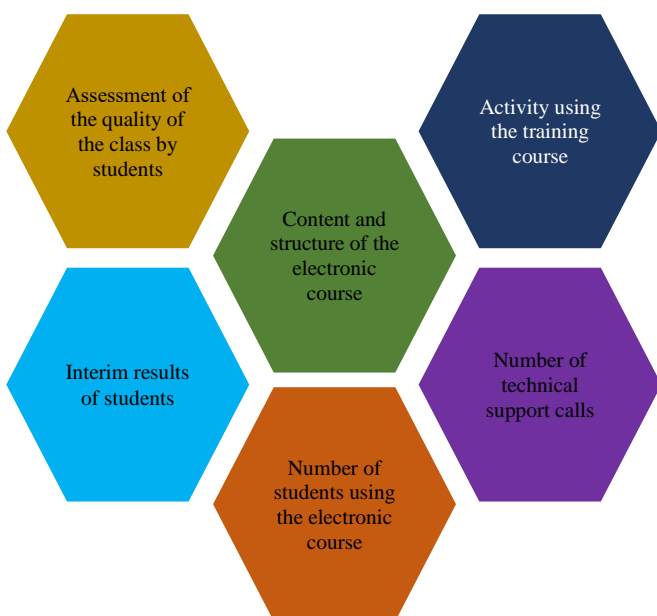 Assessment of
the quality of
the class by
students
Activity using
the training
course
Content and
structure of the
electronic
course
Interim results
of students
Number of
technical
support calls
Number of
students using
the electronic
course